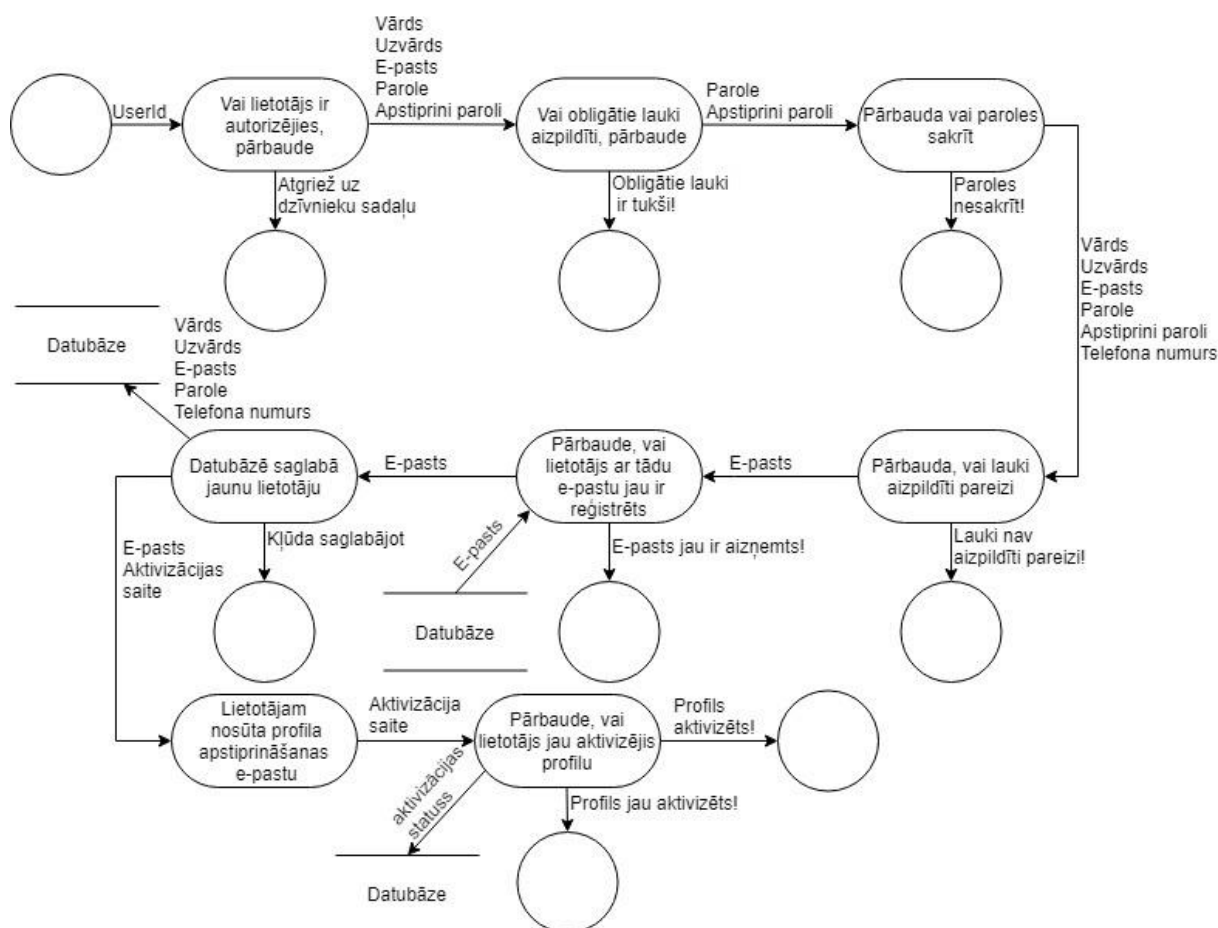 UserId
Vai lietotājs ir
autorizējies,
pārbaude
Vārds
Uzvārds
E-pasts
Parole
Apstiprini paroli
Vai obligātie lauki
aizpildīti, pārbaude
Parole
Apstiprini paroli
Pārbauda vai paroles
sakrīt
Atgriež uz
dzīvnieku sadaļu
Obligātie lauki
ir tukši!
Paroles
nesakrīt!
Vārds
Uzvārds
E-pasts
Parole
Apstiprini paroli
Telefona numurs
Datubāze
Vārds
Uzvārds
E-pasts
Parole
Telefona numurs
Datubāzē saglabā
jaunu lietotāju
E-pasts
Pārbaude, vai
lietotājs ar tādu
e-pastu jau ir
reģistrēts
E-pasts
Pārbauda, vai lauki
aizpildīti pareizi
Kļūda saglabājot
E-pasts
E-pasts jau ir aizņemts!
Lauki nav
aizpildīti pareizi!
E-pasts
Aktivizācijas
saite
Datubāze
Lietotājam
nosūta profila
apstiprināšanas
e-pastu
Aktivizācija
saite
Pārbaude, vai
lietotājs jau aktivizējis
profilu
Profils
aktivizēts!
aktivizācijas
statuss
Profils jau aktivizēts!
Datubāze